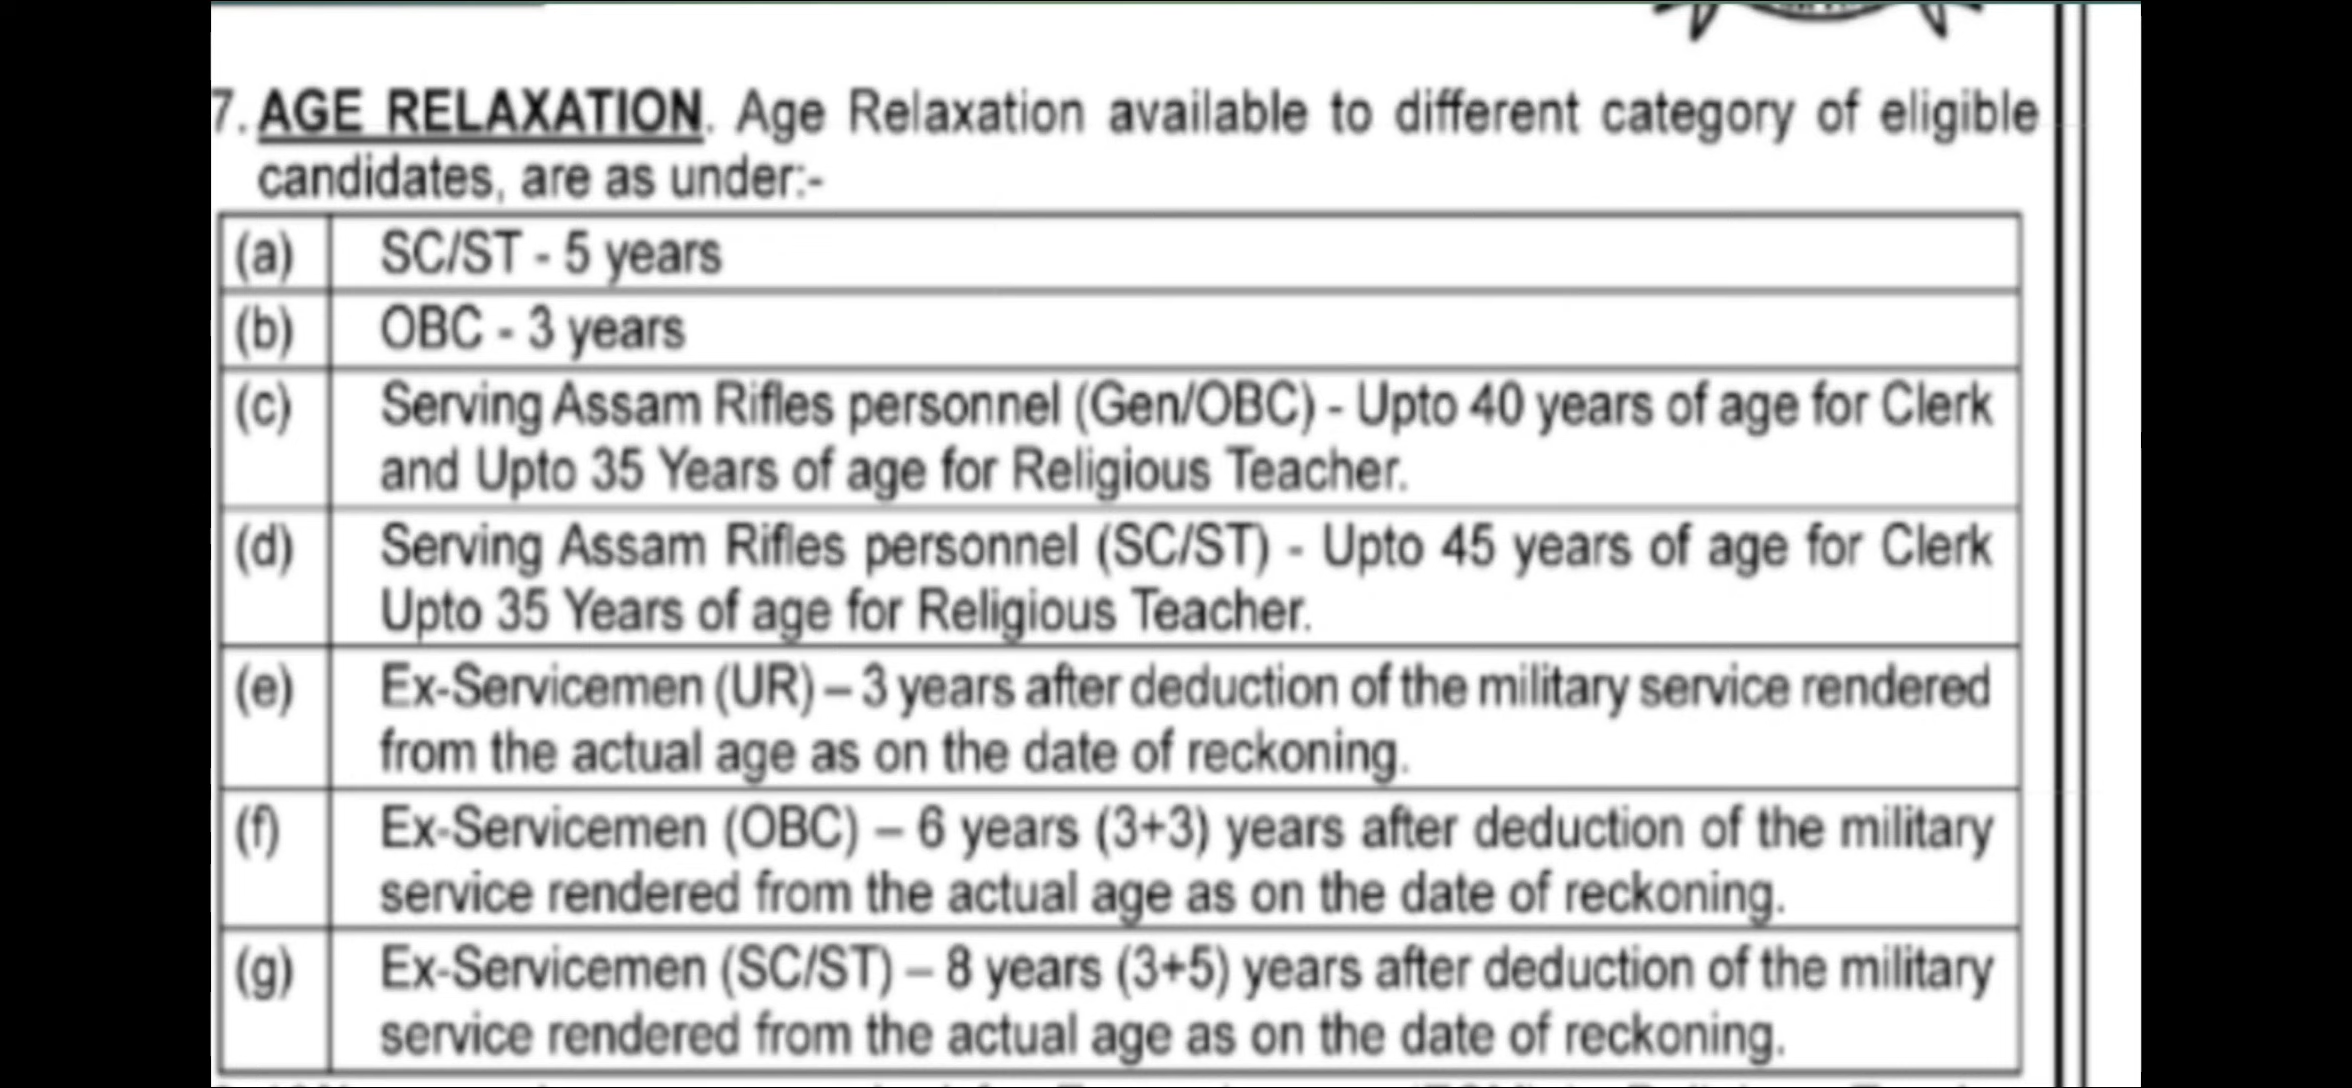 7. AGE RELAXATION. Age Relaxation available to different category of eligible
candidates, are as under:-
(a) SC/ST - 5 years
(b) OBC - 3 years
(c) Serving Assam Rifles personnel (Gen/OBC) - Upto 40 years of age for Clerk
and Upto 35 Years of age for Religious Teacher.
(d) Serving Assam Rifles personnel (SC/ST) - Upto 45 years of age for Clerk
Upto 35 Years of age for Religious Teacher.
(e) Ex-Servicemen (UR) – 3 years after deduction of the military service rendered
from the actual age as on the date of reckoning.
(f) Ex-Servicemen (OBC) – 6 years (3+3) years after deduction of the military
service rendered from the actual age as on the date of reckoning.
(g) Ex-Servicemen (SC/ST) – 8 years (3+5) years after deduction of the military
service rendered from the actual age as on the date of reckoning.